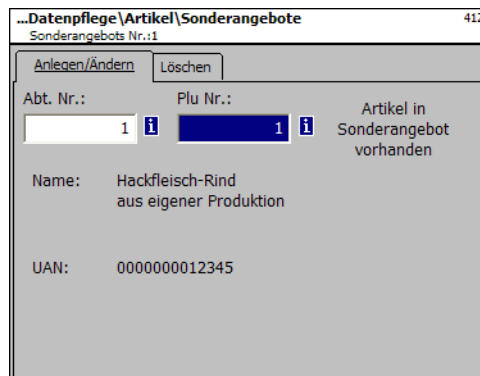 ...Datenpflege\Artikel\Sonderangebote 412
Sonderangebots Nr.:1
Anlegen/Ändern Löschen
Abt. Nr.: Plu Nr.:
1 i 1 i
Artikel in
Sonderangebot
vorhanden
Name: Hackfleisch-Rind
aus eigener Produktion
UAN: 0000000012345